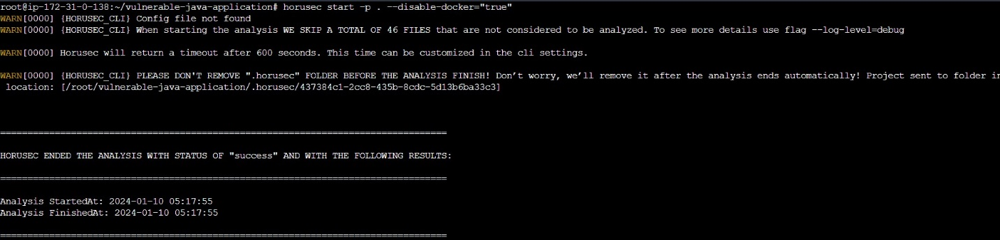 root@ip-172-31-0-138:~/vulnerable-java-application# horusec start -p . --disable-docker="true"
WARN[0000] {HORUSEC_CLI} Config file not found
WARN[0000] {HORUSEC_CLI} When starting the analysis WE SKIP A TOTAL OF 46 FILES that are not considered to be analyzed. To see more details use flag --log-level=debug
WARN[0000] Horusec will return a timeout after 600 seconds. This time can be customized in the cli settings.
WARN[0000] {HORUSEC_CLI} PLEASE DON'T REMOVE ".horusec" FOLDER BEFORE THE ANALYSIS FINISH! Don’t worry, we’ll remove it after the analysis ends automatically! Project sent to folder in
location: [/root/vulnerable-java-application/.horusec/437384c1-2cc8-435b-8cdc-5d13b6ba33c3]
==================================================================================
HORUSEC ENDED THE ANALYSIS WITH STATUS OF "success" AND WITH THE FOLLOWING RESULTS:
==================================================================================
Analysis StartedAt: 2024-01-10 05:17:55
Analysis FinishedAt: 2024-01-10 05:17:55
==================================================================================